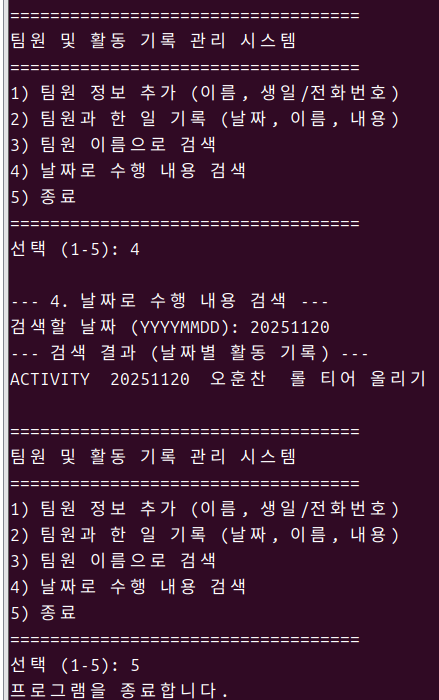 ===================================
팀원 및 활동 기록 관리 시스템
===================================
1) 팀원 정보 추가 (이름, 생일/전화번호)
2) 팀원과 한 일 기록 (날짜, 이름, 내용)
3) 팀원 이름으로 검색
4) 날짜로 수행 내용 검색
5) 종료
===================================
선택 (1-5): 4

--- 4. 날짜로 수행 내용 검색 ---
검색할 날짜 (YYYYMMDD): 20251120
--- 검색 결과 (날짜별 활동 기록) ---
ACTIVITY 20251120 오훈찬 롤 티어 올리기

===================================
팀원 및 활동 기록 관리 시스템
===================================
1) 팀원 정보 추가 (이름, 생일/전화번호)
2) 팀원과 한 일 기록 (날짜, 이름, 내용)
3) 팀원 이름으로 검색
4) 날짜로 수행 내용 검색
5) 종료
===================================
선택 (1-5): 5
프로그램을 종료합니다.